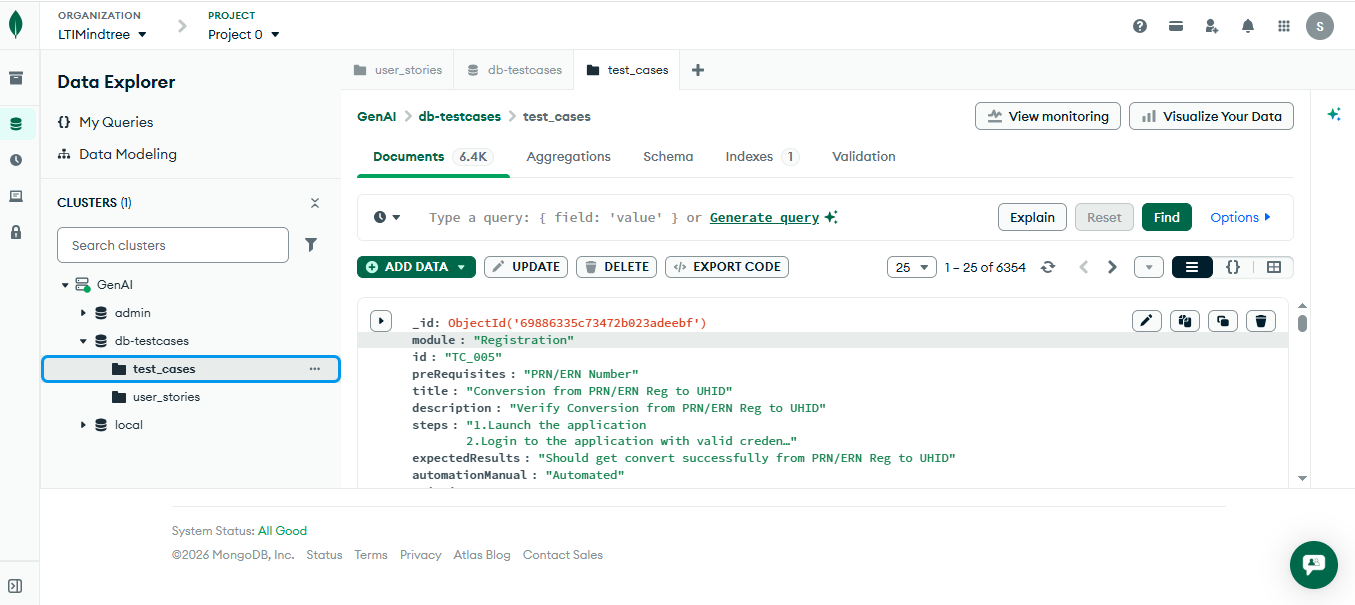 ORGANIZATION
LTIMindtree
PROJECT
Project 0
S
Data Explorer
My Queries
Data Modeling
CLUSTERS (1)
Search clusters
GenAI
admin
db-testcases
test_cases
user_stories
local
user_stories
db-testcases
test_cases
GenAI > db-testcases > test_cases
View monitoring
Visualize Your Data
Documents 6.4K
Aggregations
Schema
Indexes 1
Validation
Type a query: { field: 'value' } or Generate query
Explain
Reset
Find
Options
ADD DATA
UPDATE
DELETE
EXPORT CODE
25
1 – 25 of 6354
_id: ObjectId('69886335c73472b023adeebf')
module : "Registration"
id : "TC_005"
preRequisites : "PRN/ERN Number"
title : "Conversion from PRN/ERN Reg to UHID"
description : "Verify Conversion from PRN/ERN Reg to UHID"
steps : "1.Launch the application
2.Login to the application with valid creden…"
expectedResults : "Should get convert successfully from PRN/ERN Reg to UHID"
automationManual : "Automated"
System Status: All Good
©2026 MongoDB, Inc. Status Terms Privacy Atlas Blog Contact Sales